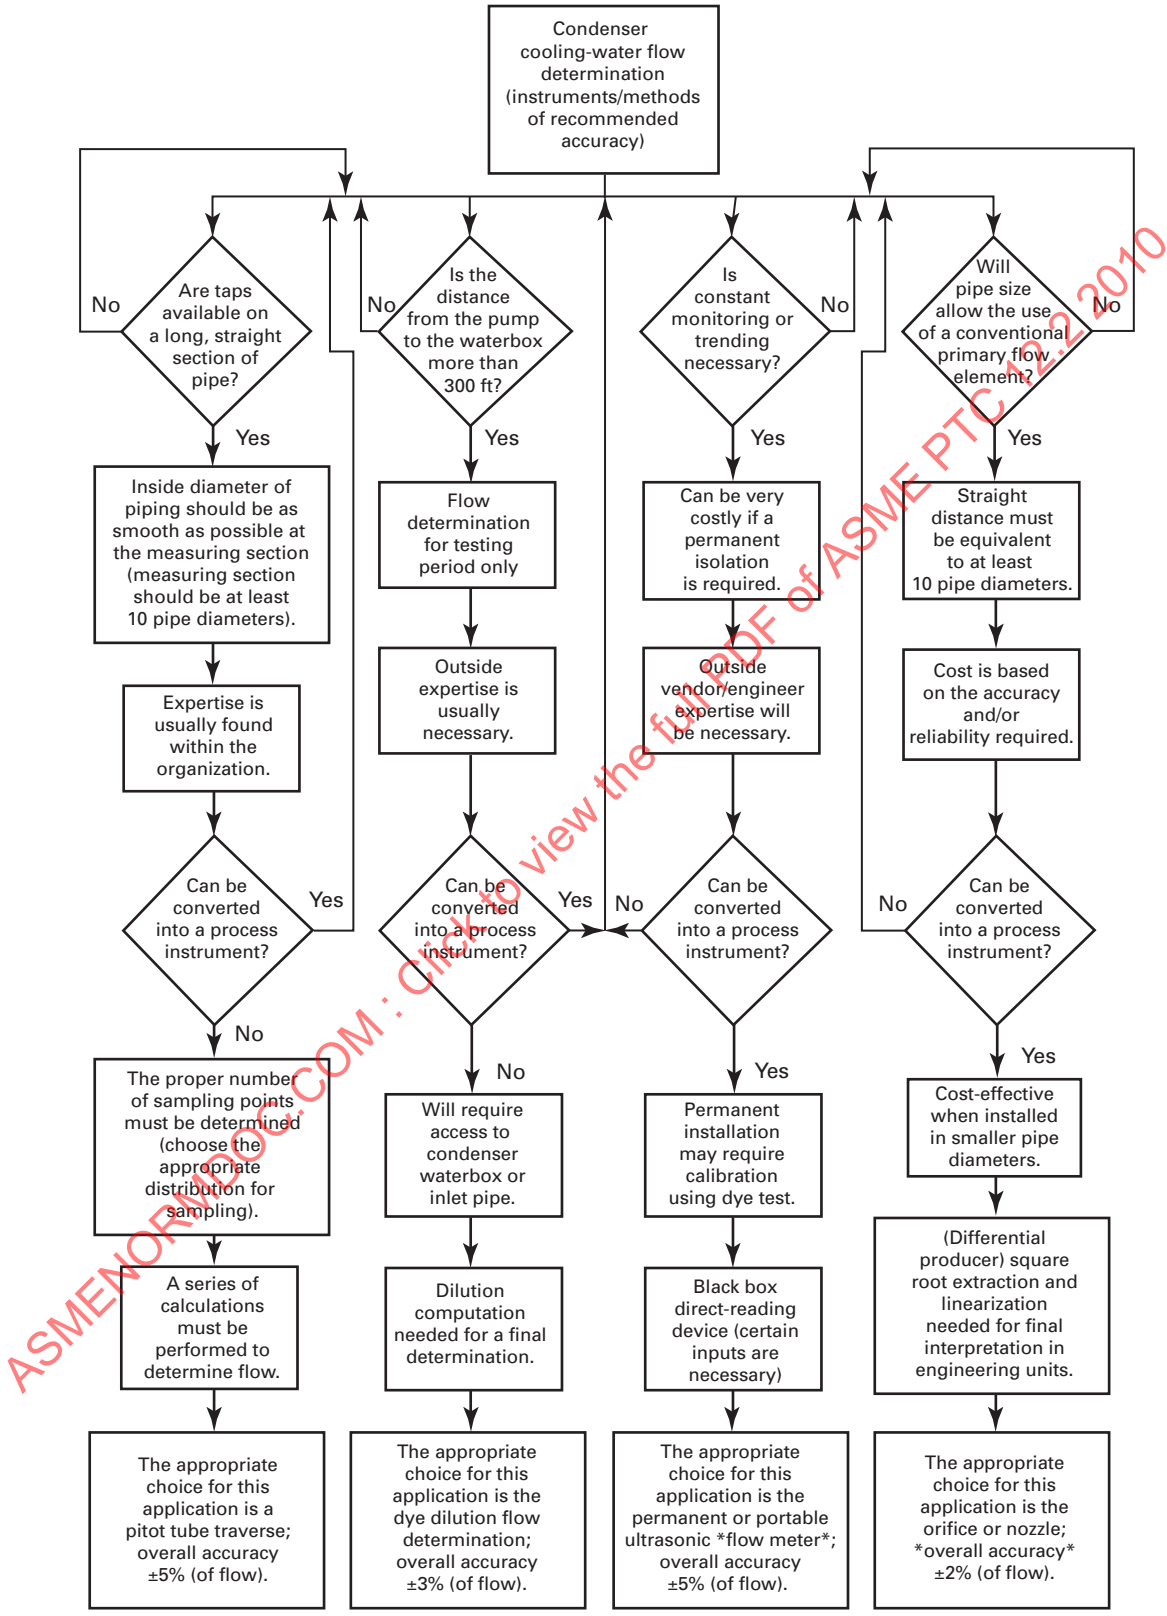 Condenser
cooling-water flow
determination
(instruments/methods
of recommended
accuracy)
No
Are taps
available on
a long, straight
section of
pipe?
Yes
Inside diameter of
piping should be as
smooth as possible at
the measuring section
(measuring section
should be at least
10 pipe diameters).
Expertise is
usually found
within the
organization.
Can be
converted
into a process
instrument?
Yes
No
The proper number
of sampling points
must be determined
(choose the
appropriate
distribution for
sampling).
A series of
calculations
must be
performed to
determine flow.
The appropriate
choice for this
application is a
pitot tube traverse;
overall accuracy
±5% (of flow).
No
Is the
distance
from the pump
to the waterbox
more than
300 ft?
Yes
Flow
determination
for testing
period only
Outside
expertise is
usually
necessary.
Can be
converted
into a process
instrument?
Yes
No
Will require
access to
condenser
waterbox or
inlet pipe.
Dilution
computation
needed for a final
determination.
The appropriate
choice for this
application is the
dye dilution flow
determination;
overall accuracy
±3% (of flow).
Is
constant
monitoring or
trending
necessary?
No
Yes
Can be very
costly if a
permanent
isolation
is required.
Outside
vendor/engineer
expertise will
be necessary.
No
Can be
converted
into a process
instrument?
Yes
Permanent
installation
may require
calibration
using dye test.
Black box
direct-reading
device (certain
inputs are
necessary)
The appropriate
choice for this
application is the
permanent or portable
ultrasonic *flow meter*;
overall accuracy
±5% (of flow).
Will
pipe size
allow the use
of a conventional
primary flow
element?
No
Yes
Straight
distance must
be equivalent
to at least
10 pipe diameters.
Cost is based
on the accuracy
and/or
reliability required.
No
Can be
converted
into a process
instrument?
Yes
Cost-effective
when installed
in smaller pipe
diameters.
(Differential
producer) square
root extraction and
linearization
needed for final
interpretation in
engineering units.
The appropriate
choice for this
application is the
orifice or nozzle;
*overall accuracy*
±2% (of flow).
ASMENORMDOC.COM : Click to view the full PDF of ASME PTC 12.2 2010